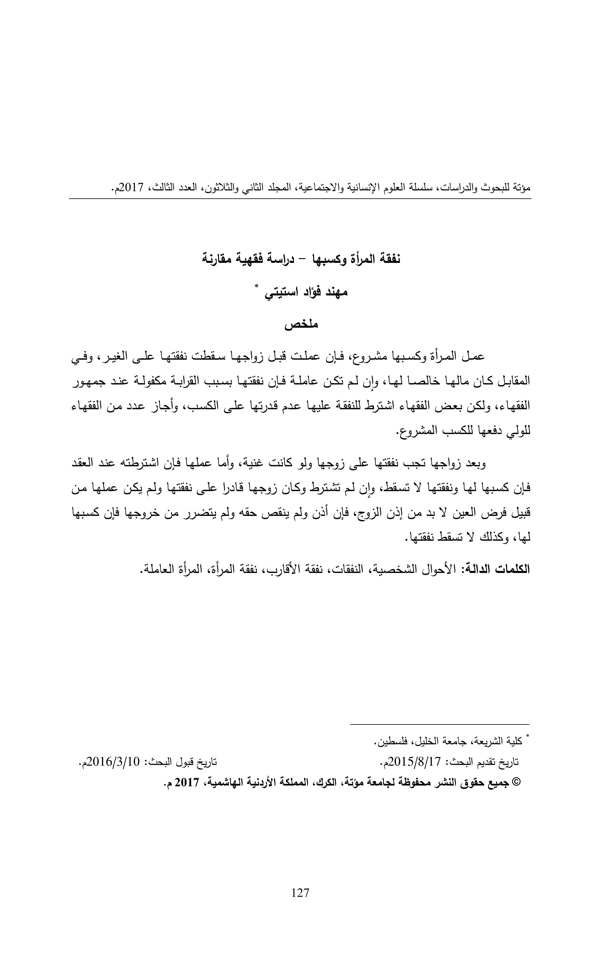 مؤتة للبحوث والدراسات، سلسلة العلوم الإنسانية والاجتماعية، المجلد الثاني والثلاثون، العدد الثالث، 2017م.
نفقة المرأة وكسبها – دراسة فقهية مقارنة
مهند فؤاد استيتي *
ملخص
عمل المرأة وكسبها مشروع، فإن عملت قبل زواجها سقطت نفقتها على الغير، وفي
المقابل كان مالها خالصا لها، وإن لم تكن عاملة فإن نفقتها بسبب القرابة مكفولة عند جمهور
الفقهاء، ولكن بعض الفقهاء اشترط للنفقة عليها عدم قدرتها على الكسب، وأجاز عدد من الفقهاء
للولي دفعها للكسب المشروع.
وبعد زواجها تجب نفقتها على زوجها ولو كانت غنية، وأما عملها فإن اشترطته عند العقد
فإن كسبها لها ونفقتها لا تسقط، وإن لم تشترط وكان زوجها قادرا على نفقتها ولم يكن عملها من
قبيل فرض العين لا بد من إذن الزوج، فإن أذن ولم ينقص حقه ولم يتضرر من خروجها فإن كسبها
لها، وكذلك لا تسقط نفقتها.
الكلمات الدالة: الأحوال الشخصية، النفقات، نفقة الأقارب، نفقة المرأة، المرأة العاملة.
* كلية الشريعة، جامعة الخليل، فلسطين.
تاريخ تقديم البحث: 2015/8/17م. تاريخ قبول البحث: 2016/3/10م.
© جميع حقوق النشر محفوظة لجامعة مؤتة، الكرك، المملكة الأردنية الهاشمية، 2017 م.
127